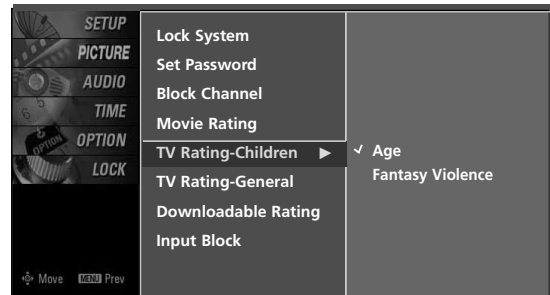 SETUP
PICTURE
AUDIO
TIME
OPTION
LOCK
Move MENU Prev
Lock System
Set Password
Block Channel
Movie Rating
TV Rating-Children
TV Rating-General
Downloadable Rating
Input Block
Age
Fantasy Violence